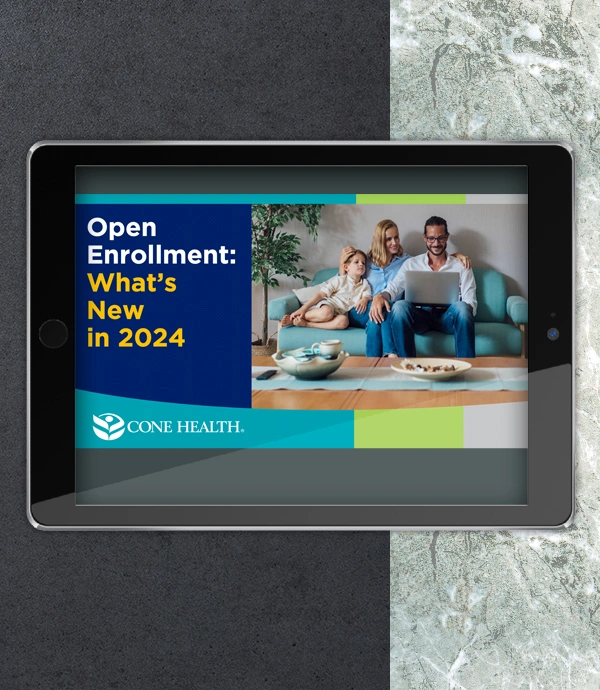 Open
Enrollment:
What's
New
in 2024
CONE HEALTH®